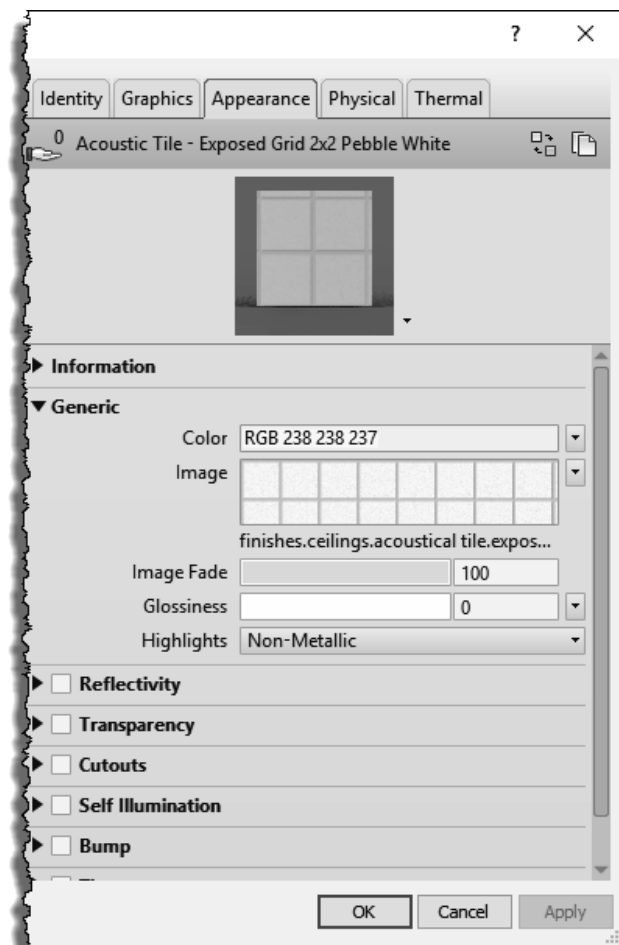 ?
Identity Graphics Appearance Physical Thermal
0 Acoustic Tile - Exposed Grid 2x2 Pebble White
Information
Generic
Color RGB 238 238 237
Image
finishes.ceilings.acoustical tile.expos...
Image Fade 100
Glossiness 0
Highlights Non-Metallic
Reflectivity
Transparency
Cutouts
Self Illumination
Bump
OK Cancel Apply